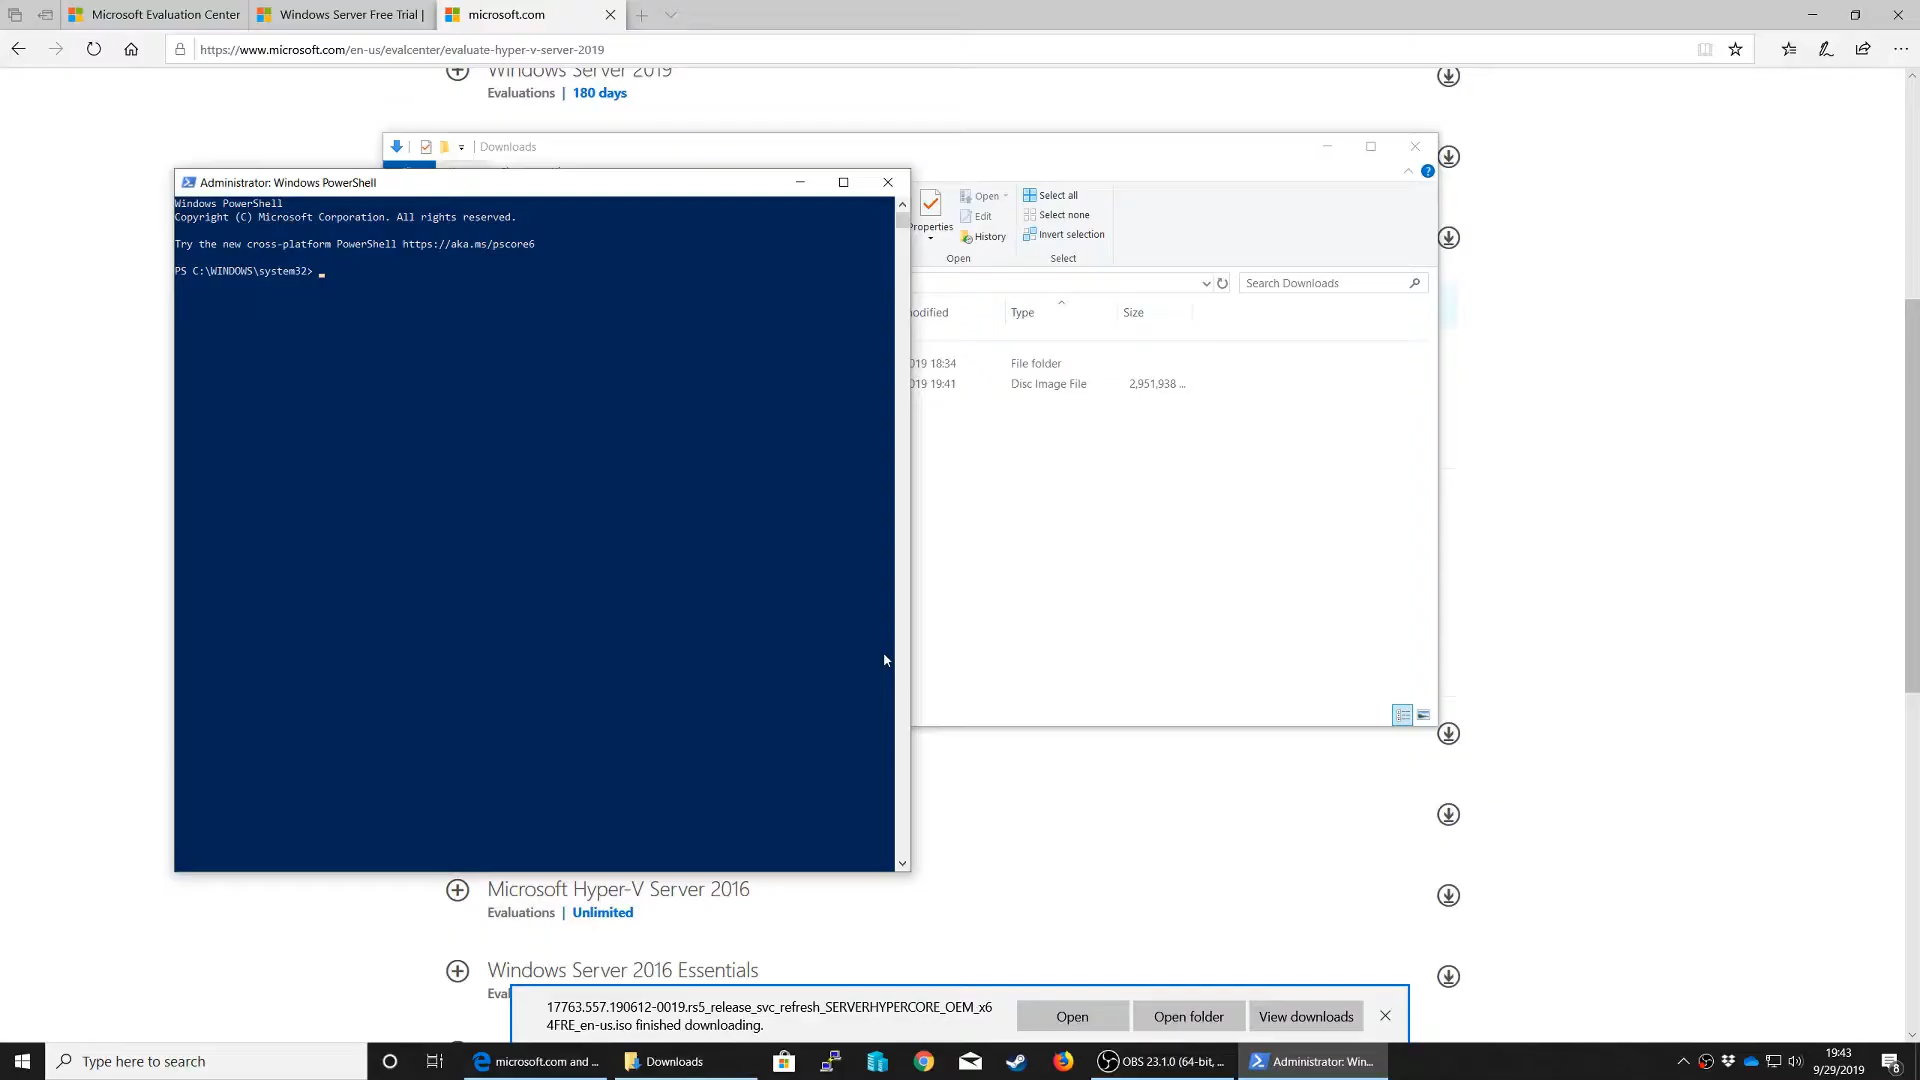 Microsoft Evaluation Center
Windows Server Free Trial |
microsoft.com
https://www.microsoft.com/en-us/evalcenter/evaluate-hyper-v-server-2019
Windows Server 2019
Evaluations | 180 days
Downloads
Administrator: Windows PowerShell
Windows PowerShell
Copyright (C) Microsoft Corporation. All rights reserved.
Try the new cross-platform PowerShell https://aka.ms/pscore6
PS C:\WINDOWS\system32>
Properties
Open
Edit
History
Open
Select all
Select none
Invert selection
Select
Search Downloads
Type
Size
019 18:34
File folder
019 19:41
Disc Image File
2,951,938 ...
Microsoft Hyper-V Server 2016
Evaluations | Unlimited
Windows Server 2016 Essentials
17763.557.190612-0019.rs5_release_svc_refresh_SERVERHYPERCORE_OEM_x6
4FRE_en-us.iso finished downloading.
Open
Open folder
View downloads
Type here to search
microsoft.com and ...
Downloads
OBS 23.1.0 (64-bit, ...
Administrator: Win...
19:43
9/29/2019
8